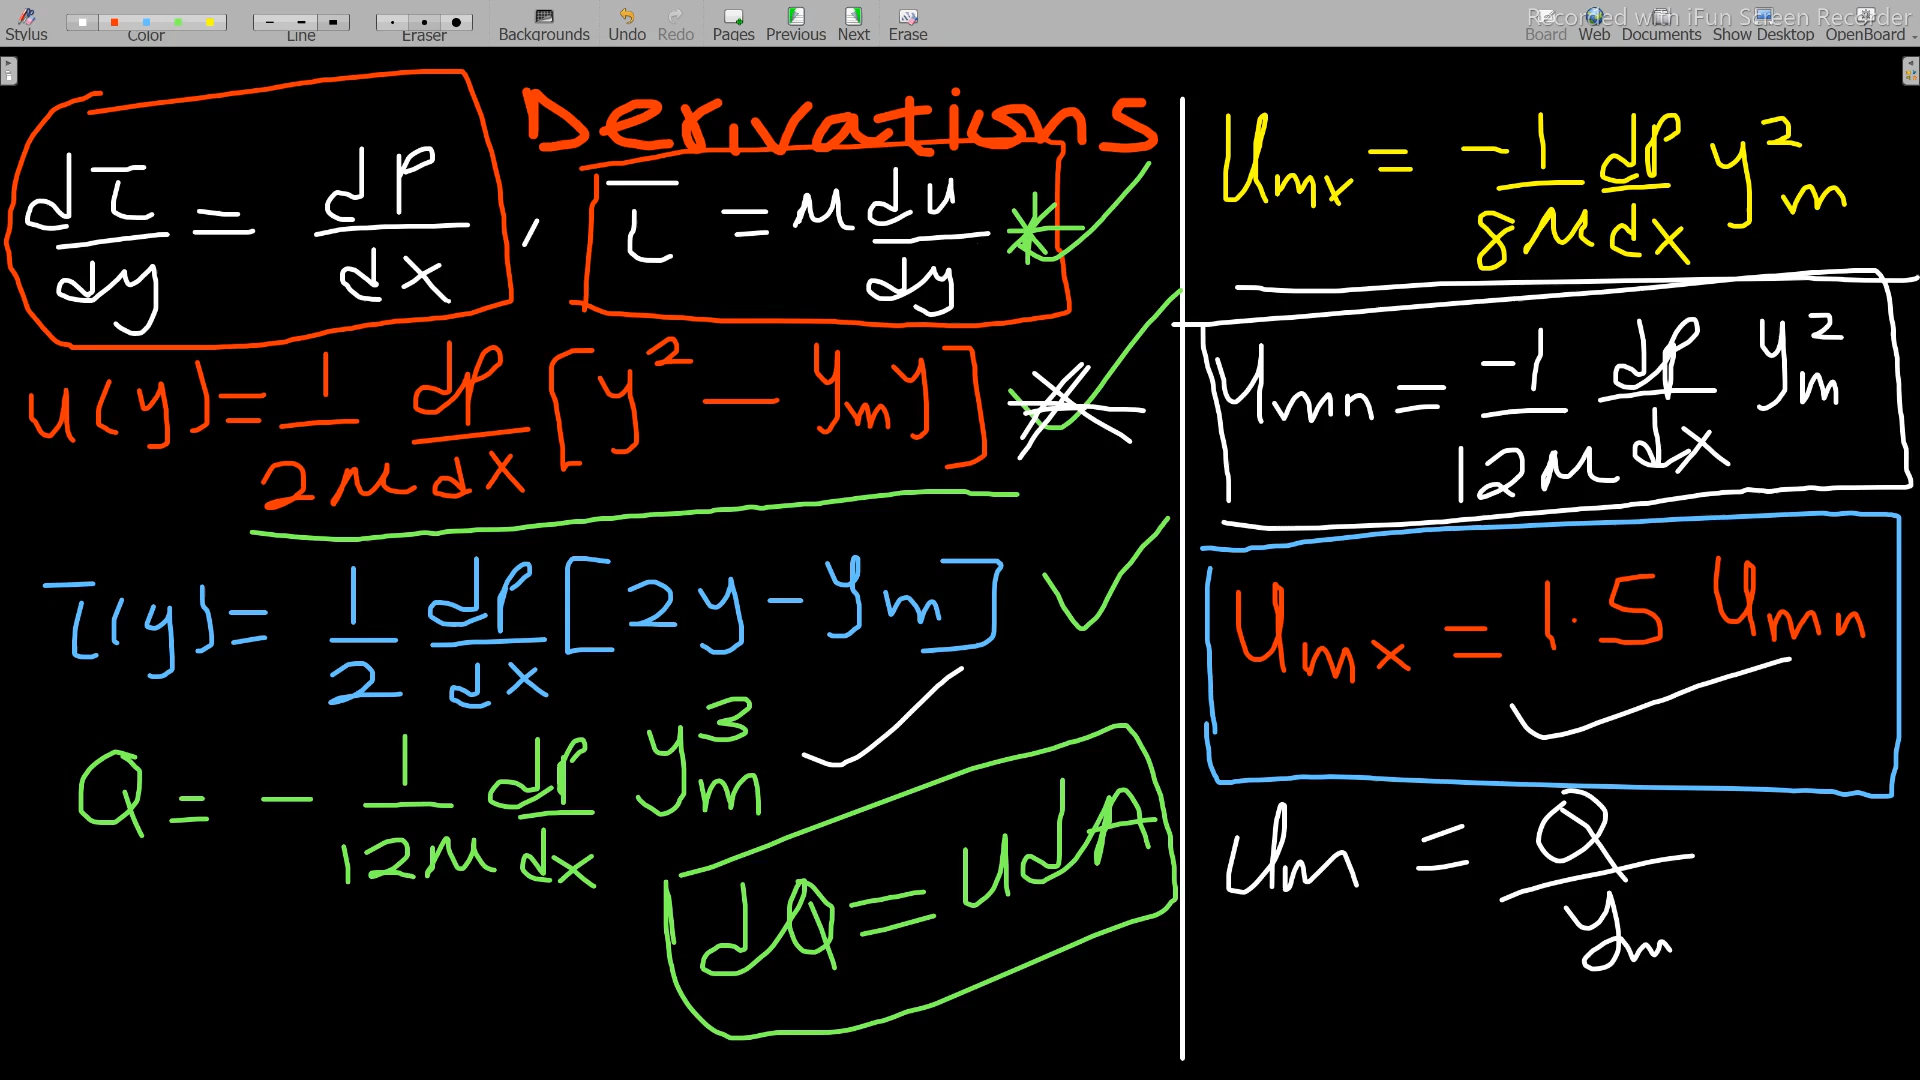 Recorded with iFun Screen Recorder
Stylus Color Line Eraser Backgrounds Undo Redo Pages Previous Next Erase Board Web Documents Show Desktop OpenBoard
Derivations
dτ/dy = dP/dx , τ = μ du/dy *
u(y) = 1/2μ dp/dx [y² - ym y]
τ(y) = 1/2 dp/dx [2y - ym]
Q = - 1/12μ dp/dx y³m
dQ = udA
Umx = -1/8μ dP/dx y²m
Umn = -1/12μ dp/dx y²m
Umx = 1.5 Umn
Um = Q/ym